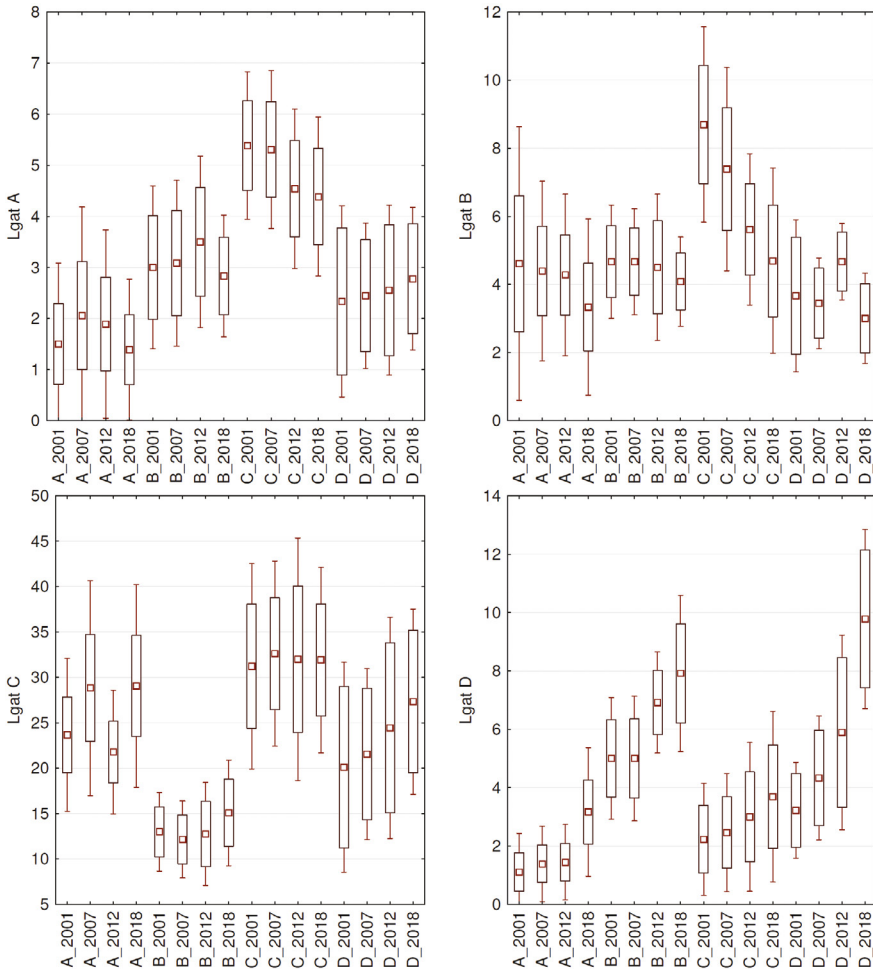 8
7
6
5
4
3
2
1
0
Lgat A
A_2001
A_2007
A_2012
A_2018
B_2001
B_2007
B_2012
B_2018
C_2001
C_2007
C_2012
C_2018
D_2001
D_2007
D_2012
D_2018
12
10
8
6
4
2
0
Lgat B
A_2001
A_2007
A_2012
A_2018
B_2001
B_2007
B_2012
B_2018
C_2001
C_2007
C_2012
C_2018
D_2001
D_2007
D_2012
D_2018
50
45
40
35
30
25
20
15
10
5
Lgat C
A_2001
A_2007
A_2012
A_2018
B_2001
B_2007
B_2012
B_2018
C_2001
C_2007
C_2012
C_2018
D_2001
D_2007
D_2012
D_2018
14
12
10
8
6
4
2
0
Lgat D
A_2001
A_2007
A_2012
A_2018
B_2001
B_2007
B_2012
B_2018
C_2001
C_2007
C_2012
C_2018
D_2001
D_2007
D_2012
D_2018